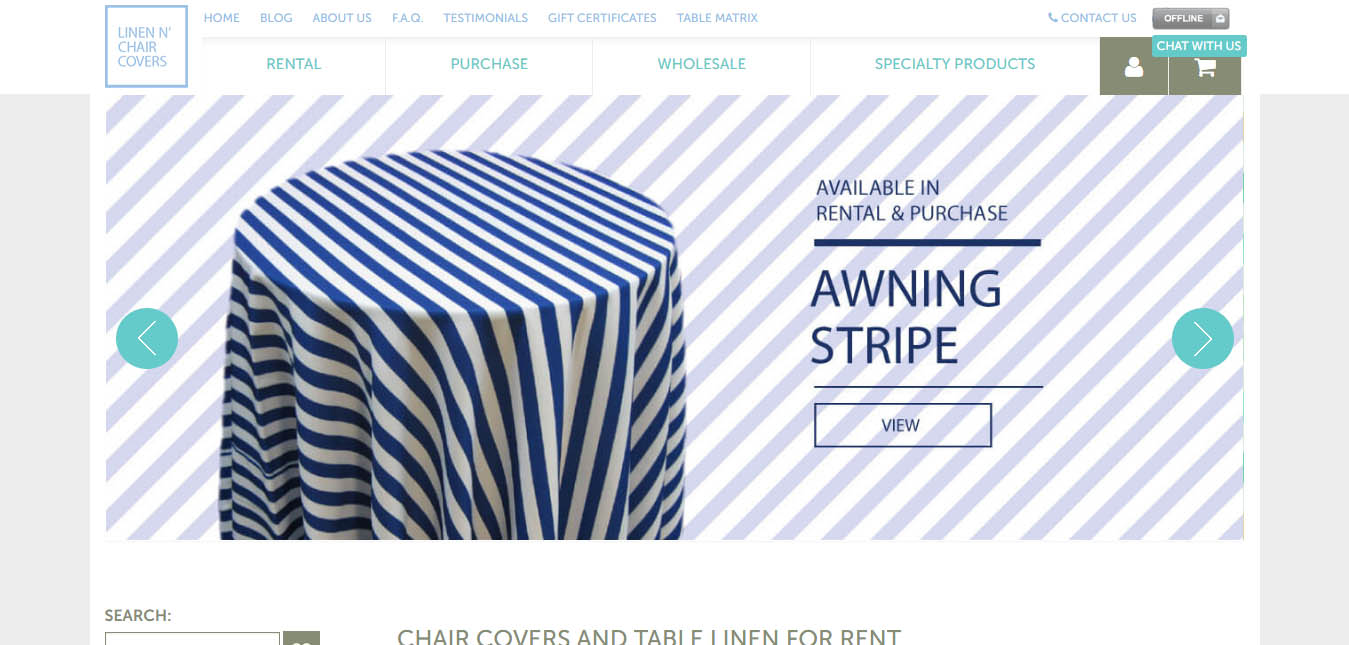 LINEN N'
CHAIR
COVERS
HOME BLOG ABOUT US F.A.Q. TESTIMONIALS GIFT CERTIFICATES TABLE MATRIX
CONTACT US
OFFLINE
CHAT WITH US
RENTAL PURCHASE WHOLESALE SPECIALTY PRODUCTS
AVAILABLE IN
RENTAL & PURCHASE
AWNING
STRIPE
VIEW
SEARCH:
CHAIR COVERS AND TABLE LINEN FOR RENT